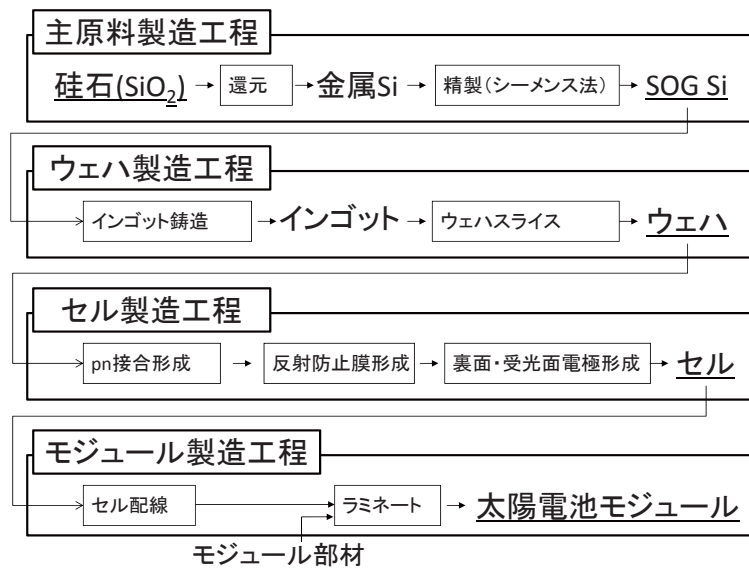 主原料製造工程
硅石(SiO₂) 還元 金属Si 精製(シーメンス法) SOG Si
ウェハ製造工程
インゴット鋳造 インゴット ウェハスライス ウェハ
セル製造工程
pn接合形成 反射防止膜形成 裏面・受光面電極形成 セル
モジュール製造工程
セル配線 ラミネート 太陽電池モジュール
モジュール部材